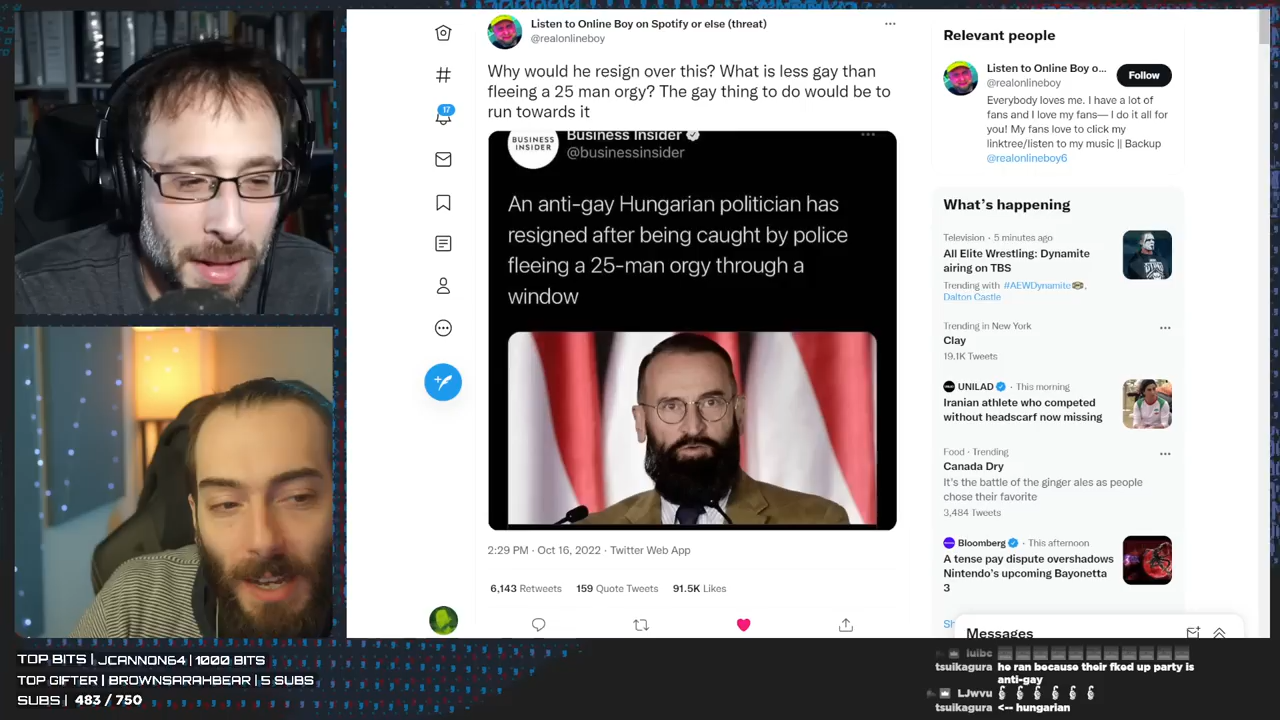 Listen to Online Boy on Spotify or else (threat)
@realonlineboy
Why would he resign over this? What is less gay than
fleeing a 25 man orgy? The gay thing to do would be to
run towards it
BUSINESS
INSIDER
Business Insider
@businessinsider
An anti-gay Hungarian politician has
resigned after being caught by police
fleeing a 25-man orgy through a
window
2:29 PM · Oct 16, 2022 · Twitter Web App
6,143 Retweets 159 Quote Tweets 91.5K Likes
17
Relevant people
Listen to Online Boy o...
@realonlineboy
Follow
Everybody loves me. I have a lot of
fans and I love my fans— I do it all for
you! My fans love to click my
linktree/listen to my music || Backup
@realonlineboy6
What's happening
Television · 5 minutes ago
All Elite Wrestling: Dynamite
airing on TBS
Trending with #AEWDynamite,
Dalton Castle
Trending in New York
Clay
19.1K Tweets
UNILAD · This morning
Iranian athlete who competed
without headscarf now missing
Food · Trending
Canada Dry
It's the battle of the ginger ales as people
chose their favorite
3,484 Tweets
Bloomberg · This afternoon
A tense pay dispute overshadows
Nintendo's upcoming Bayonetta
3
Sh
Messages
TOP BITS | JCANNON64 | 1000 BITS
TOP GIFTER | BROWNSARAHBEAR | 5 SUBS
SUBS | 483 / 750
tsuikagura he ran because their fked up party is
anti-gay
LJwvu
tsuikagura <-- hungarian